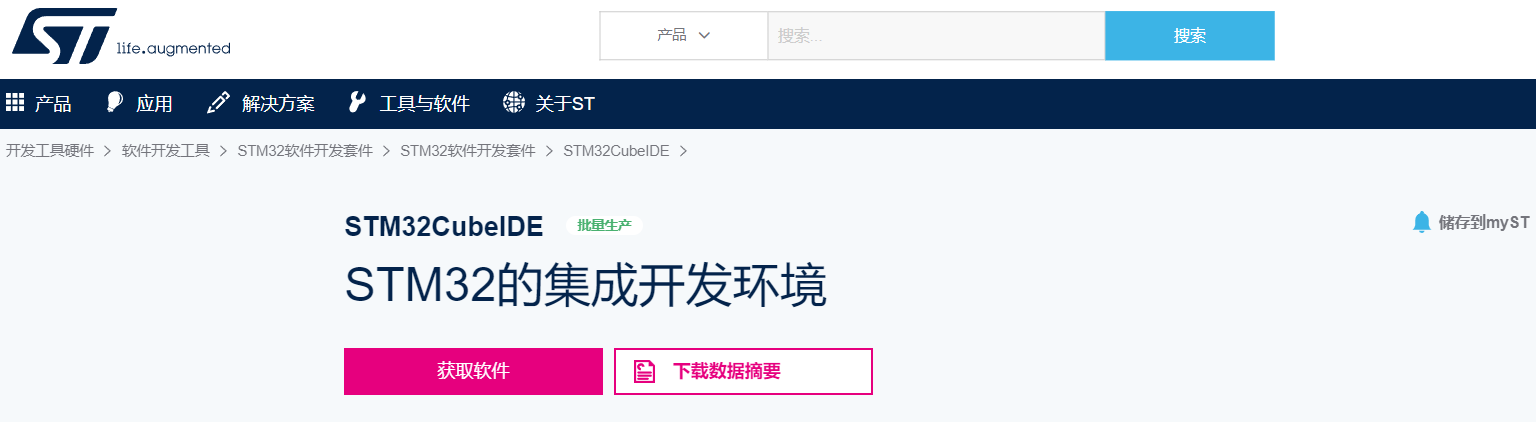 ST life.augmented
产品 搜索... 搜索
产品 应用 解决方案 工具与软件 关于ST
开发工具硬件 > 软件开发工具 > STM32软件开发套件 > STM32软件开发套件 > STM32CubeIDE >
STM32CubeIDE 批量生产 储存到myST
STM32的集成开发环境
获取软件 下载数据摘要